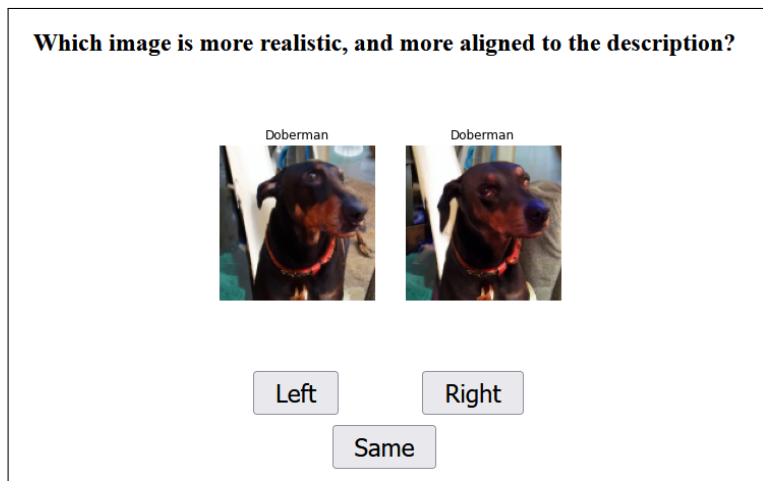 Which image is more realistic, and more aligned to the description?
Doberman Doberman
Left Right
Same